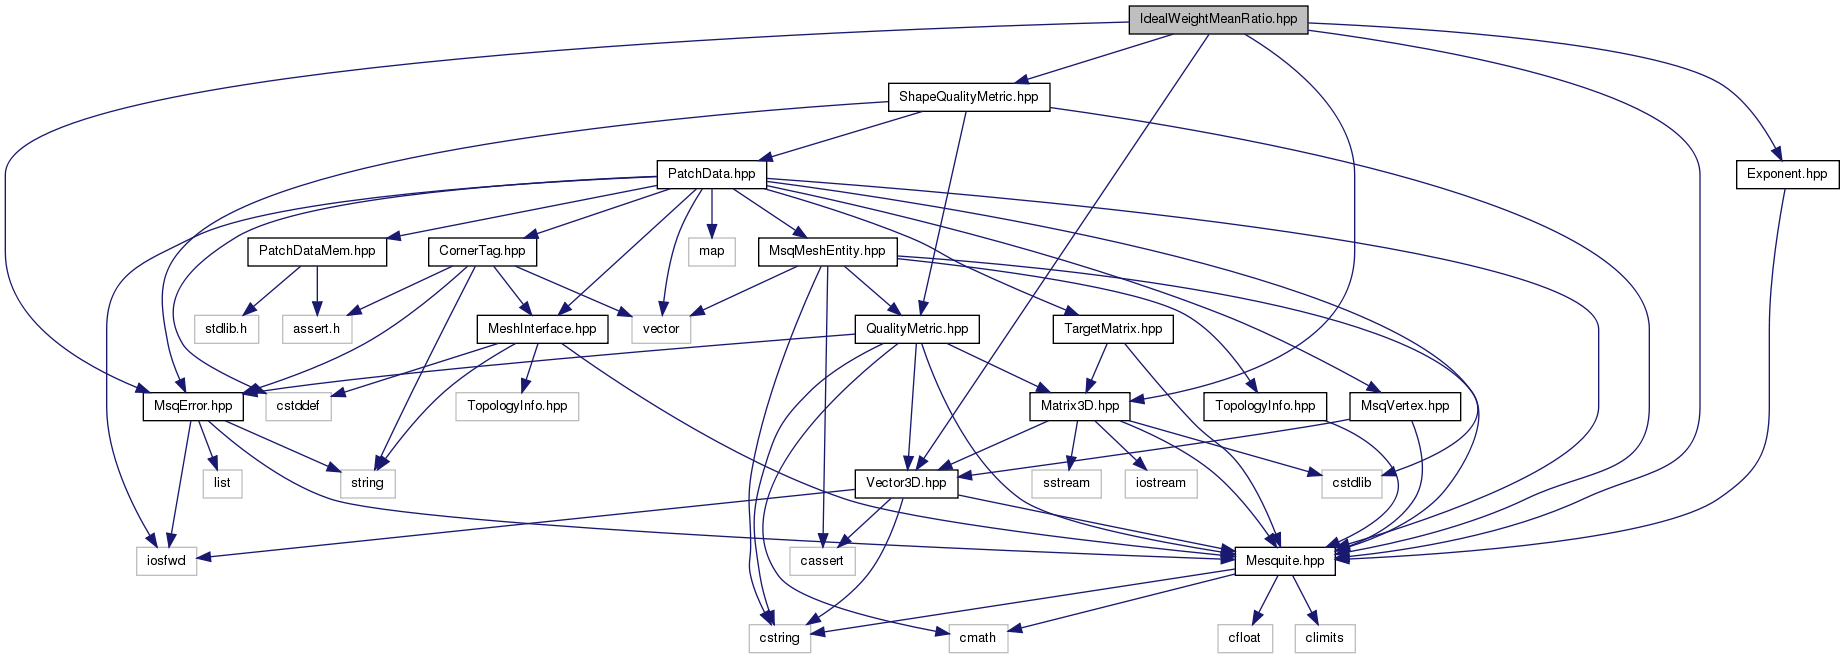 IdealWeightMeanRatio.hpp
ShapeQualityMetric.hpp
PatchData.hpp
Exponent.hpp
PatchDataMem.hpp
CornerTag.hpp
map
MsqMeshEntity.hpp
stdlib.h
assert.h
MeshInterface.hpp
vector
QualityMetric.hpp
TargetMatrix.hpp
MsqError.hpp
cstddef
TopologyInfo.hpp
Matrix3D.hpp
TopologyInfo.hpp
MsqVertex.hpp
list
string
Vector3D.hpp
sstream
iostream
cstdlib
iosfwd
cassert
Mesquite.hpp
cstring
cmath
cfloat
climits